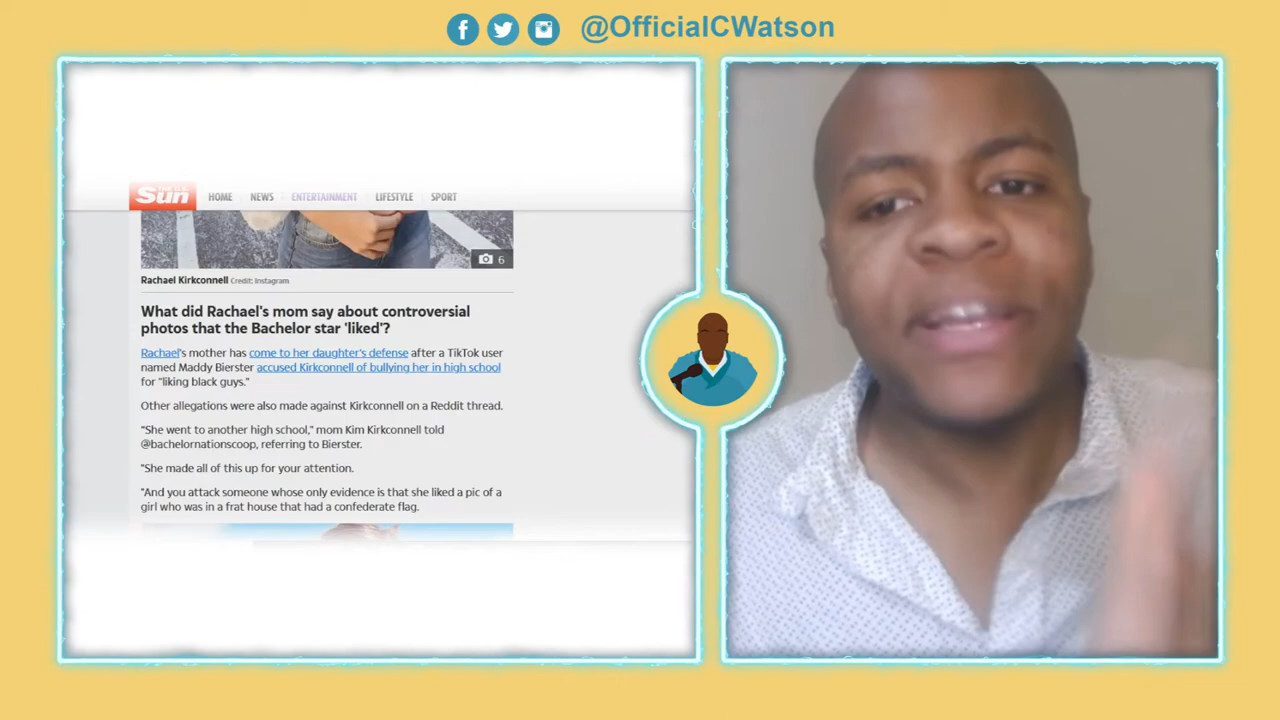 @OfficialCWatson
THE U.S.
Sun
HOME NEWS ENTERTAINMENT LIFESTYLE SPORT
6
Rachael Kirkconnell Credit: Instagram
What did Rachael's mom say about controversial
photos that the Bachelor star 'liked'?
Rachael's mother has come to her daughter's defense after a TikTok user
named Maddy Bierster accused Kirkconnell of bullying her in high school
for "liking black guys."
Other allegations were also made against Kirkconnell on a Reddit thread.
“She went to another high school,” mom Kim Kirkconnell told
@bachelornationscoop, referring to Bierster.
"She made all of this up for your attention.
"And you attack someone whose only evidence is that she liked a pic of a
girl who was in a frat house that had a confederate flag.